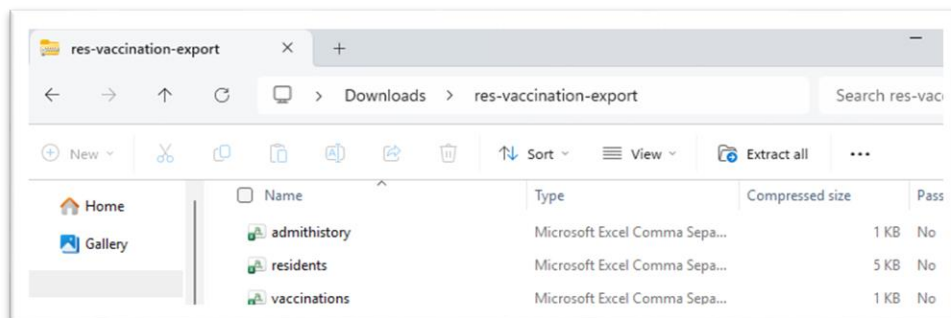 res-vaccination-export
Downloads > res-vaccination-export
Search res-vac
New
Sort
View
Extract all
Home
Gallery
Name Type Compressed size Pass
admithistory Microsoft Excel Comma Sepa... 1 KB No
residents Microsoft Excel Comma Sepa... 5 KB No
vaccinations Microsoft Excel Comma Sepa... 1 KB No